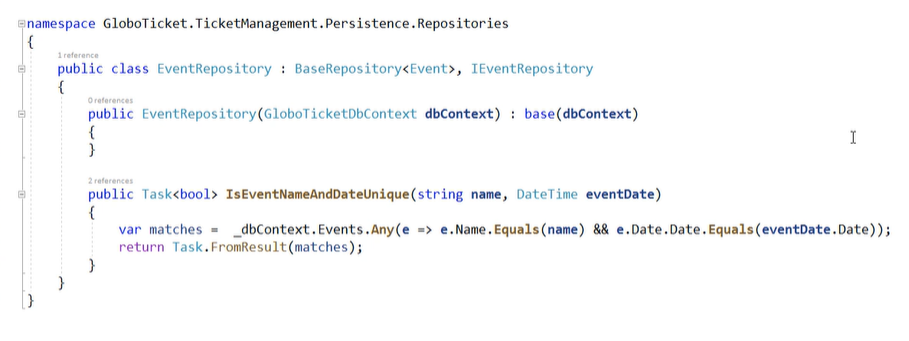 namespace GloboTicket.TicketManagement.Persistence.Repositories
{
1 reference
public class EventRepository : BaseRepository<Event>, IEventRepository
{
0 references
public EventRepository(GloboTicketDbContext dbContext) : base(dbContext)
{
}
2 references
public Task<bool> IsEventNameAndDateUnique(string name, DateTime eventDate)
{
var matches = _dbContext.Events.Any(e => e.Name.Equals(name) && e.Date.Date.Equals(eventDate.Date));
return Task.FromResult(matches);
}
}
}